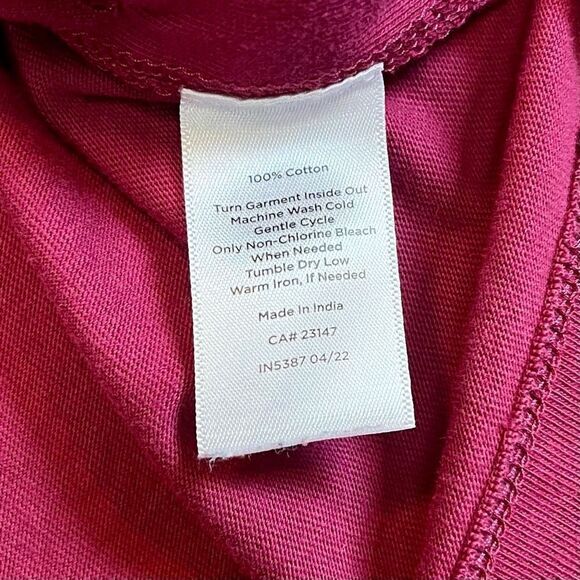 100% Cotton
Turn Garment Inside Out
Machine Wash Cold
Gentle Cycle
Only Non-Chlorine Bleach
When Needed
Tumble Dry Low
Warm Iron, If Needed
Made In India
CA# 23147
IN5387 04/22